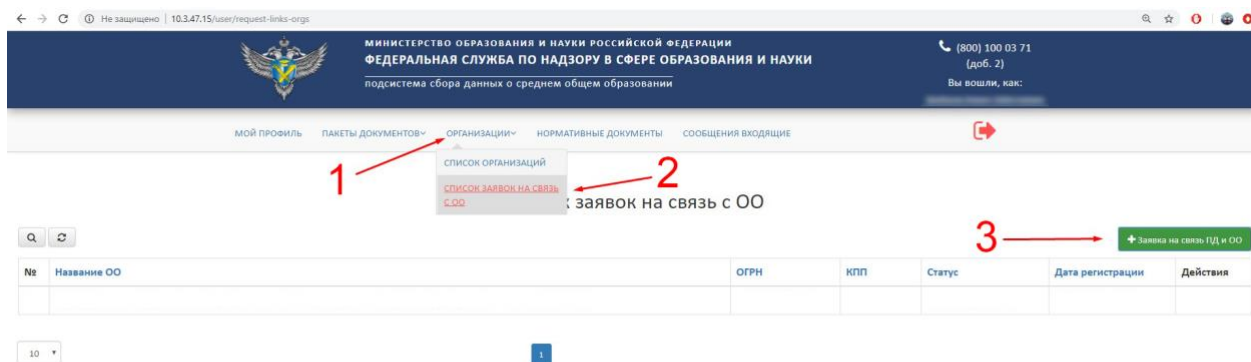 Не защищено | 10.3.47.15/user/request-links-orgs
МИНИСТЕРСТВО ОБРАЗОВАНИЯ И НАУКИ РОССИЙСКОЙ ФЕДЕРАЦИИ
ФЕДЕРАЛЬНАЯ СЛУЖБА ПО НАДЗОРУ В СФЕРЕ ОБРАЗОВАНИЯ И НАУКИ
подсистема сбора данных о среднем общем образовании
(800) 100 03 71
(доб. 2)
Вы вошли, как:
МОЙ ПРОФИЛЬ ПАКЕТЫ ДОКУМЕНТОВ ОРГАНИЗАЦИИ НОРМАТИВНЫЕ ДОКУМЕНТЫ СООБЩЕНИЯ ВХОДЯЩИЕ
1
СПИСОК ОРГАНИЗАЦИЙ
СПИСОК ЗАЯВОК НА СВЯЗЬ
С ОО
2
к заявок на связь с ОО
3
Заявка на связь ПД и ОО
№ Название ОО ОГРН КПП Статус Дата регистрации Действия
10 1